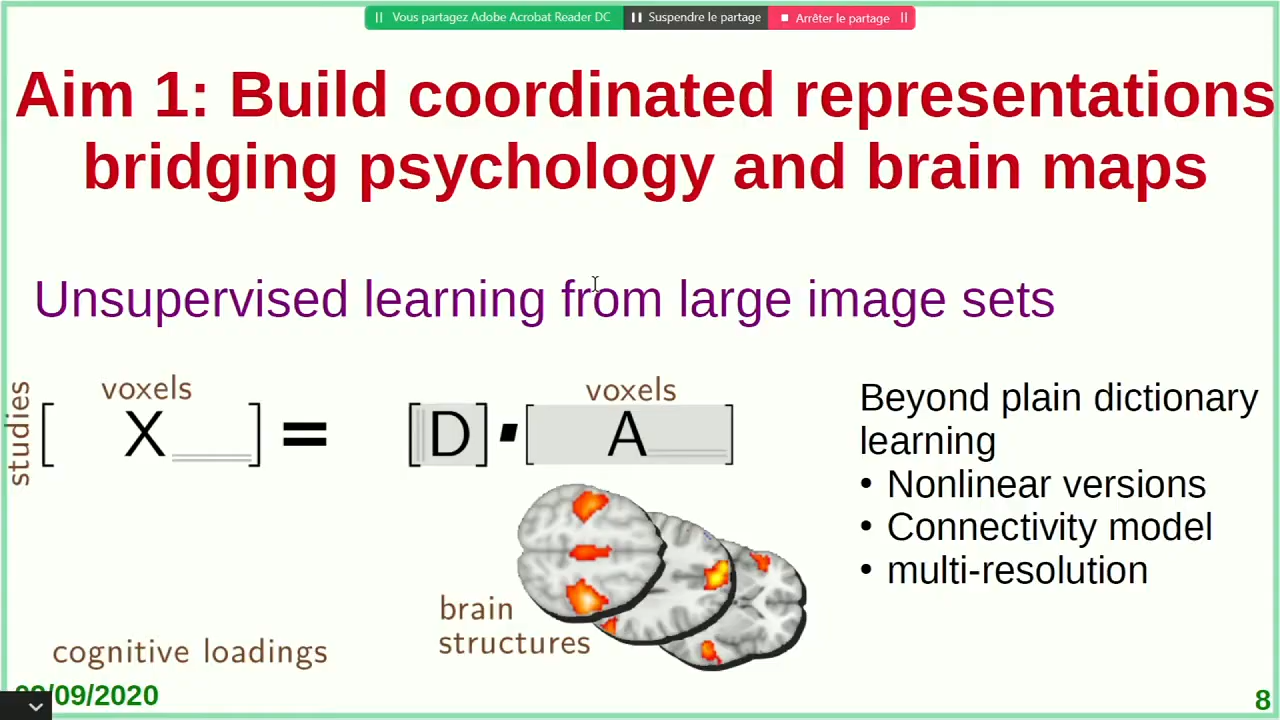 Vous partagez Adobe Acrobat Reader DC Suspendre le partage Arrêter le partage
Aim 1: Build coordinated representations
bridging psychology and brain maps
Unsupervised learning from large image sets
studies
voxels
X
=
D
voxels
A
Beyond plain dictionary
learning
• Nonlinear versions
• Connectivity model
• multi-resolution
brain
structures
cognitive loadings
/09/2020
8